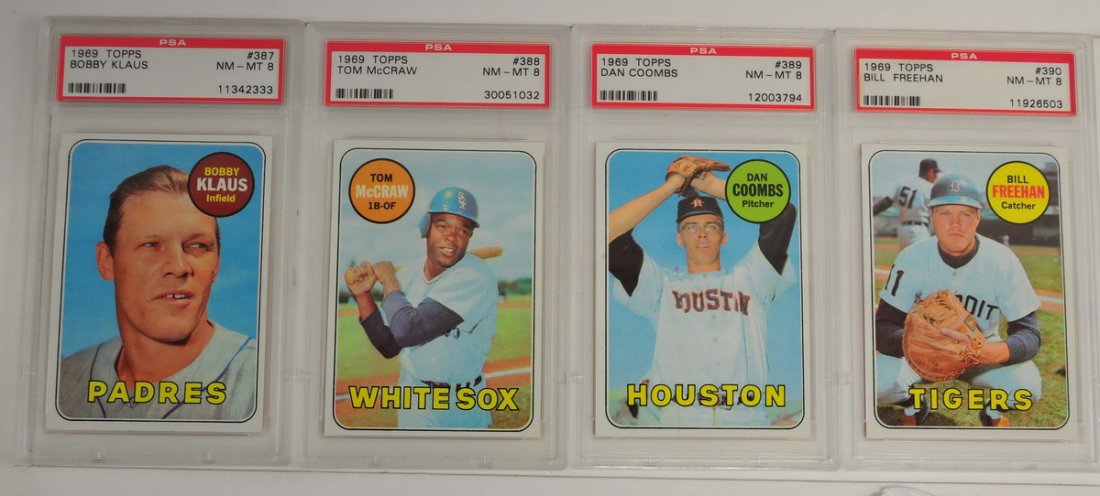 PSA
1969 TOPPS #387
BOBBY KLAUS NM-MT 8
11342333
BOBBY
KLAUS
Infield
PADRES
PSA
1969 TOPPS #388
TOM McCRAW NM-MT 8
30051032
TOM
McCRAW
1B-OF
SOX
WHITE SOX
PSA
1969 TOPPS #389
DAN COOMBS NM-MT 8
12003794
DAN
COOMBS
Pitcher
H
HOUSTON
HOUSTON
PSA
1969 TOPPS #390
BILL FREEHAN NM-MT 8
11926503
BILL
FREEHAN
Catcher
51
D
11
TIGERS